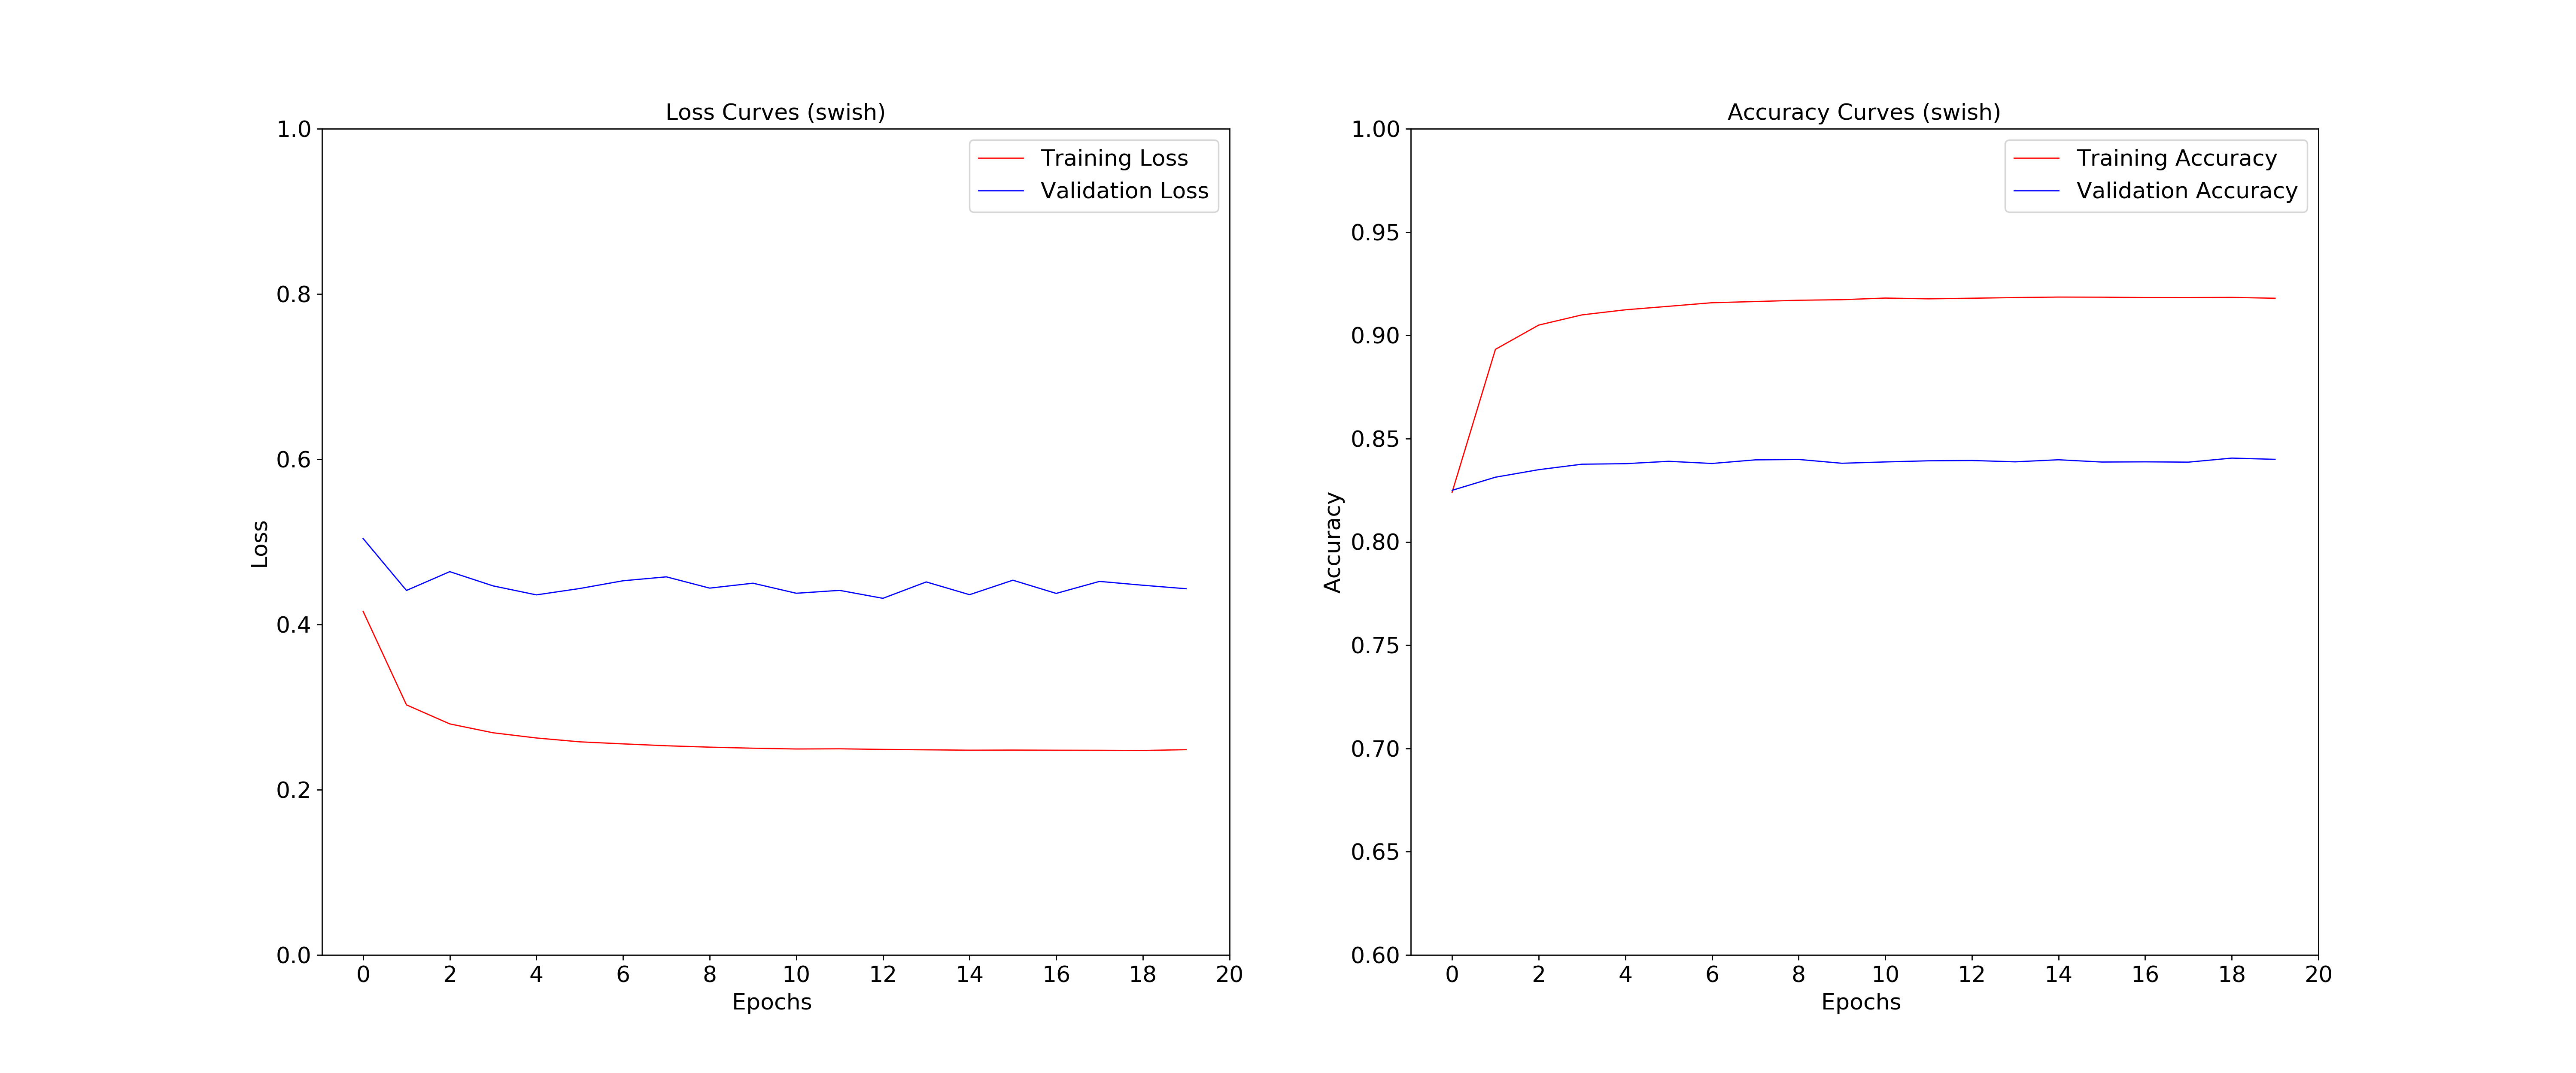 Loss Curves (swish)
1.0
0.8
0.6
0.4
0.2
0.0
Loss
Training Loss
Validation Loss
0 2 4 6 8 10 12 14 16 18 20
Epochs
Accuracy Curves (swish)
1.00
0.95
0.90
0.85
0.80
0.75
0.70
0.65
0.60
Accuracy
Training Accuracy
Validation Accuracy
0 2 4 6 8 10 12 14 16 18 20
Epochs